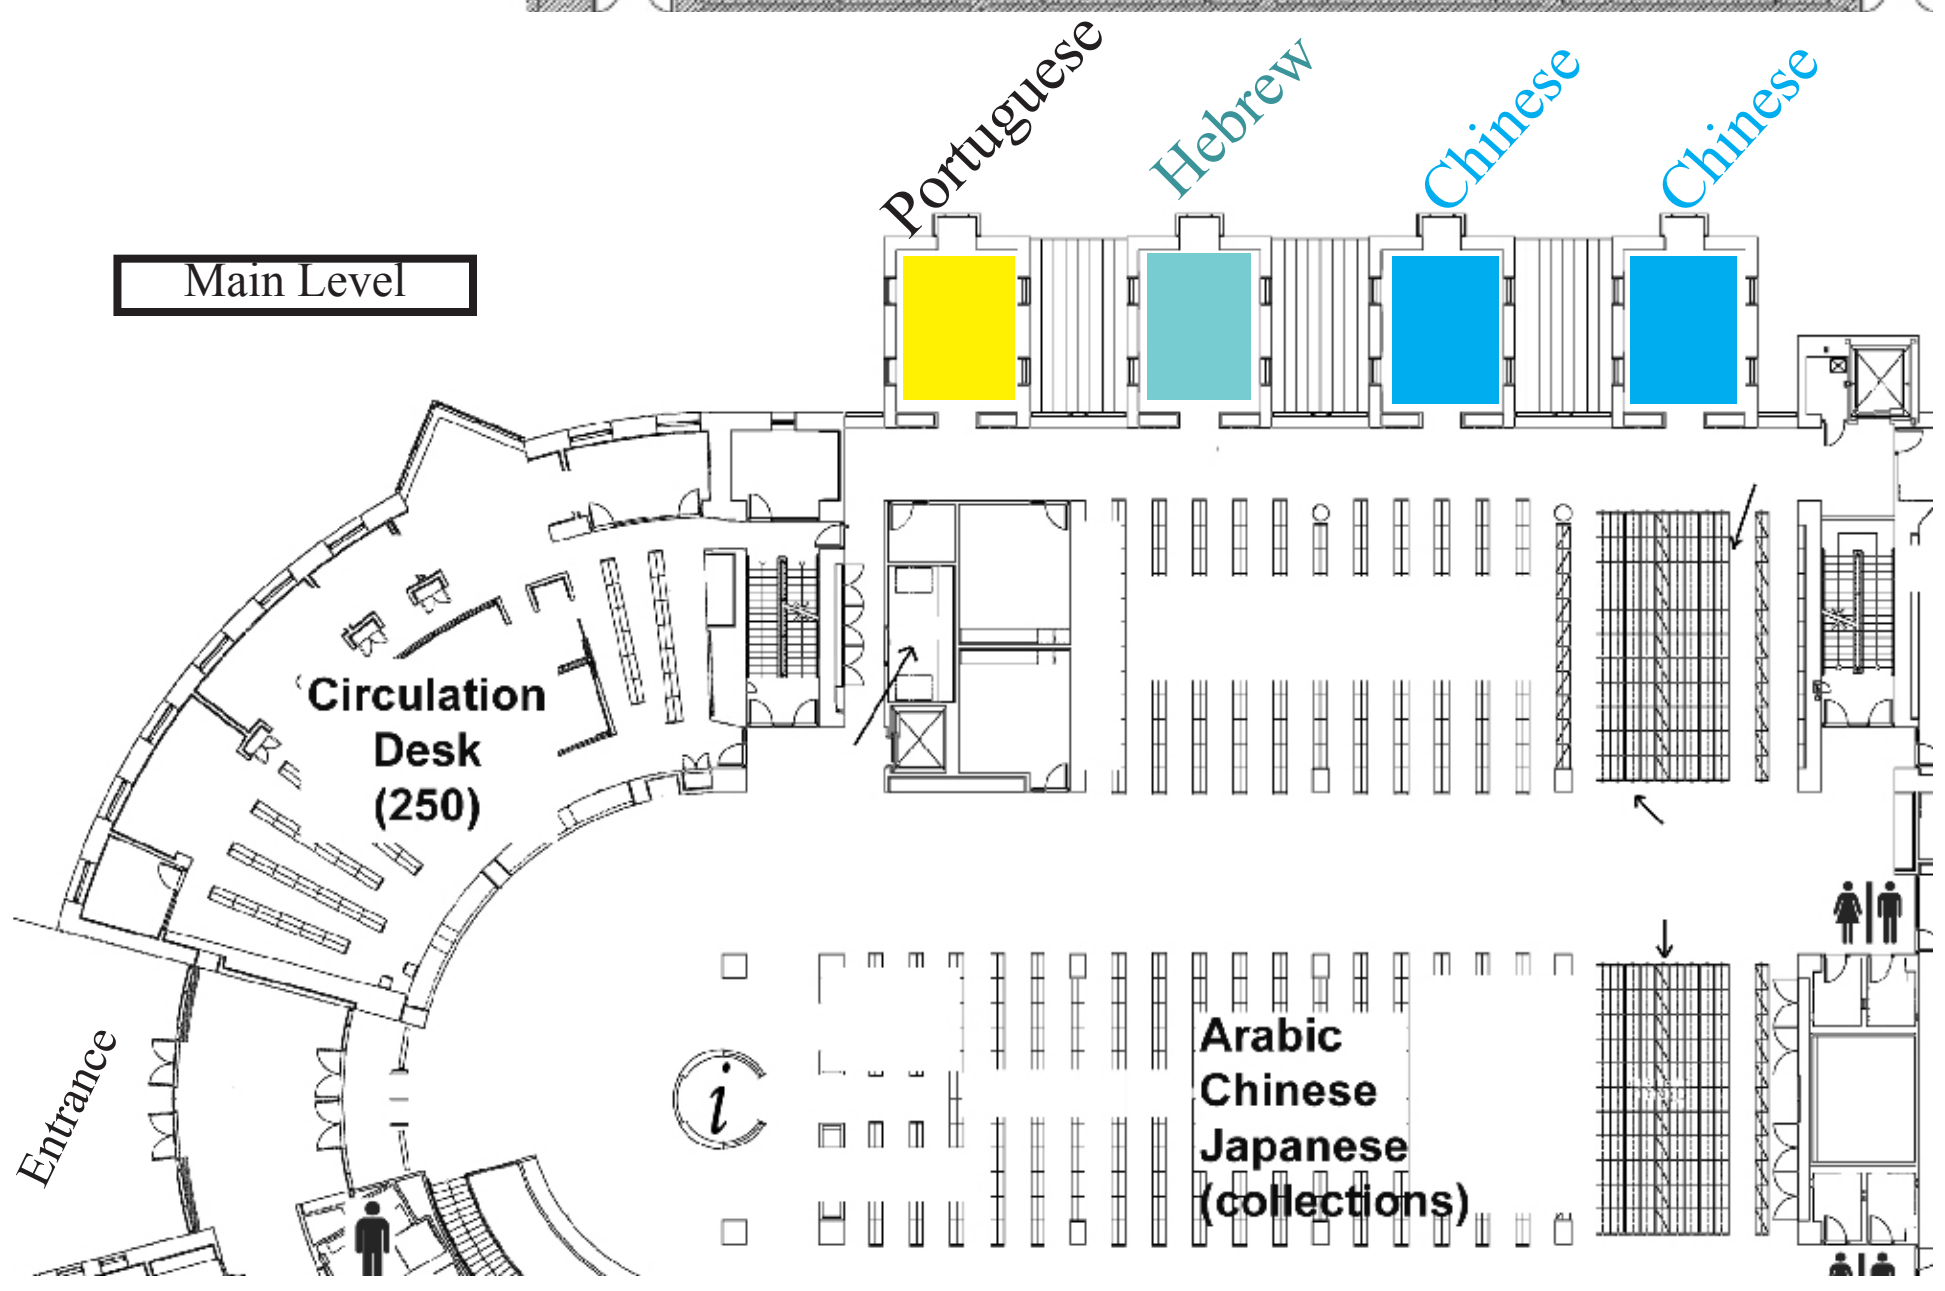 Portuguese
Hebrew
Chinese
Chinese
Main Level
Circulation
Desk
(250)
Entrance
i
Arabic
Chinese
Japanese
(collections)